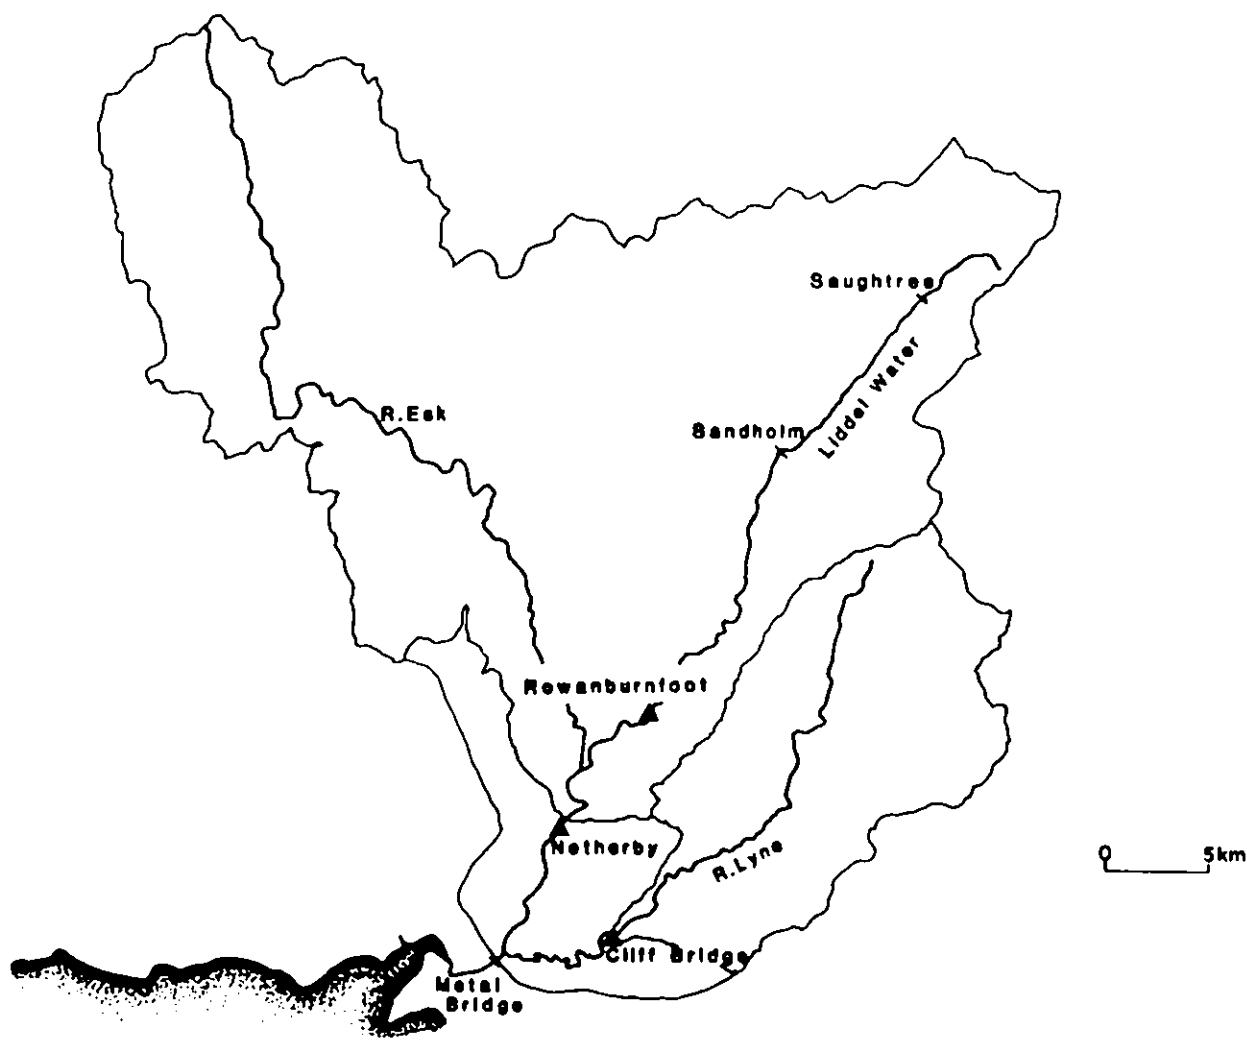 Saughtree
Liddel Water
R.Esk
Sandholm
Rowanburnfoot
Netherby
R.Lyne
0 5km
Cliff Bridge
Metal
Bridge